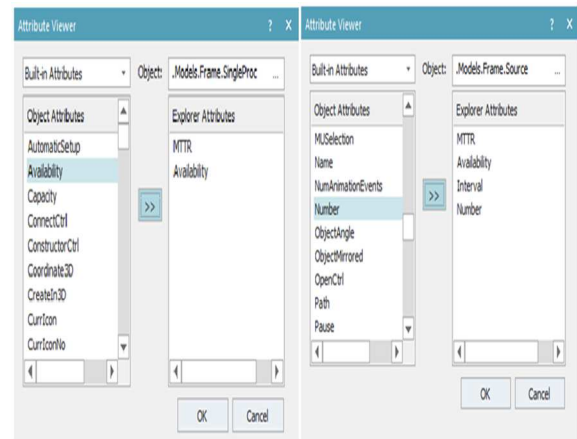 Attribute Viewer ? X
Built-in Attributes Object: .Models.Frame.SingleProc ...
Object Attributes Explorer Attributes
AutomaticSetup MTTR
Availability Availability
Capacity
>>
ConnectCtrl
ConstructorCtrl
Coordinate3D
CreateIn3D
CurrIcon
CurrIconNo
OK Cancel
Attribute Viewer ? X
Built-in Attributes Object: .Models.Frame.Source ...
Object Attributes Explorer Attributes
MUSelection MTTR
Name Availability
NumAnimationEvents Interval
>>
Number Number
ObjectAngle
ObjectMirrored
OpenCtrl
Path
Pause
OK Cancel